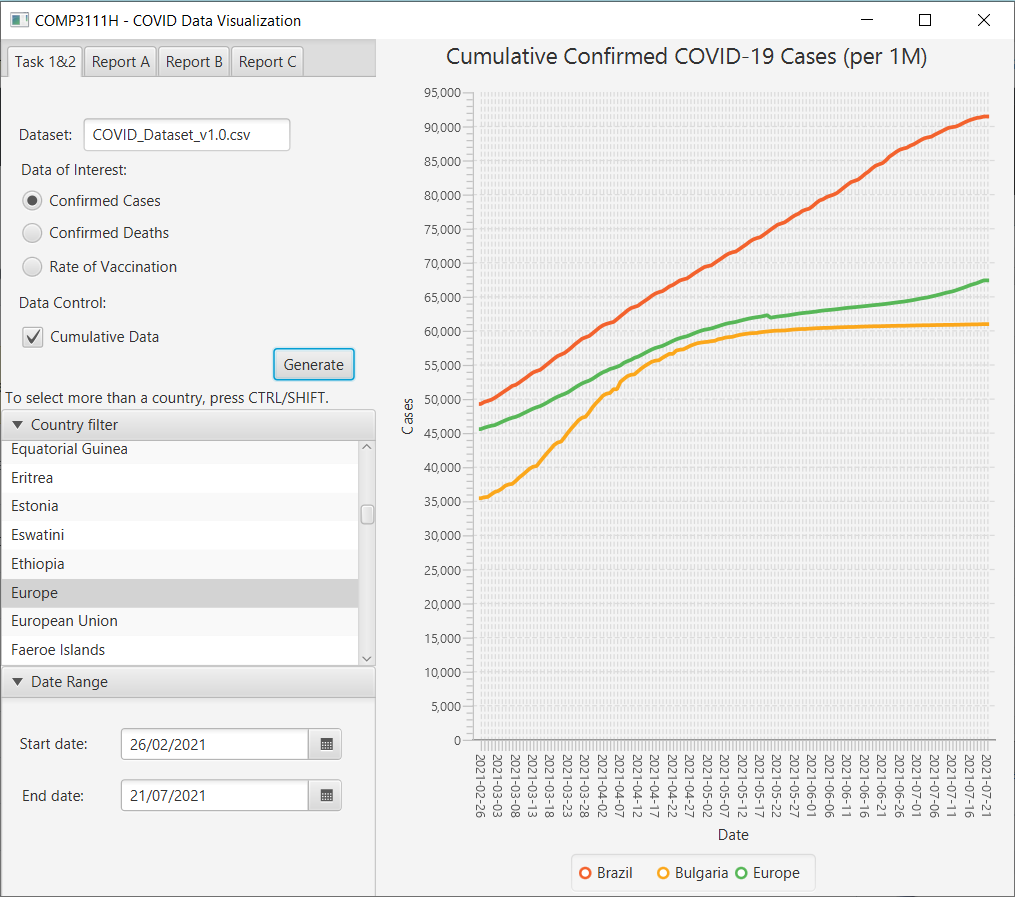 COMP3111H - COVID Data Visualization
Task 1&2 Report A Report B Report C
Dataset: COVID_Dataset_v1.0.csv
Data of Interest:
Confirmed Cases
Confirmed Deaths
Rate of Vaccination
Data Control:
Cumulative Data
Generate
To select more than a country, press CTRL/SHIFT.
Country filter
Equatorial Guinea
Eritrea
Estonia
Eswatini
Ethiopia
Europe
European Union
Faeroe Islands
Date Range
Start date: 26/02/2021
End date: 21/07/2021
Cumulative Confirmed COVID-19 Cases (per 1M)
95,000
90,000
85,000
80,000
75,000
70,000
65,000
60,000
55,000
50,000
45,000
40,000
35,000
30,000
25,000
20,000
15,000
10,000
5,000
0
Cases
2021-02-26
2021-03-03
2021-03-08
2021-03-13
2021-03-18
2021-03-23
2021-03-28
2021-04-02
2021-04-07
2021-04-12
2021-04-17
2021-04-22
2021-04-27
2021-05-02
2021-05-07
2021-05-12
2021-05-17
2021-05-22
2021-05-27
2021-06-01
2021-06-06
2021-06-11
2021-06-16
2021-06-21
2021-06-26
2021-07-01
2021-07-06
2021-07-11
2021-07-16
2021-07-21
Date
Brazil Bulgaria Europe